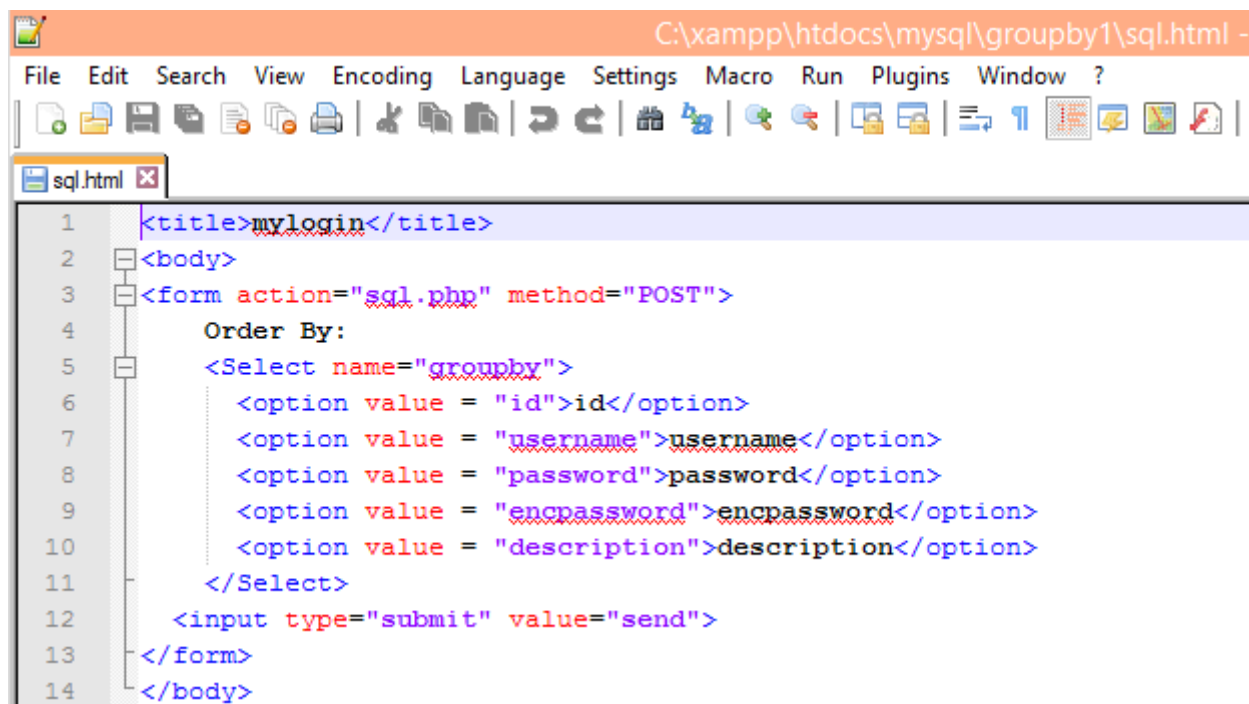 C:\xampp\htdocs\mysql\groupby1\sql.html -
File Edit Search View Encoding Language Settings Macro Run Plugins Window ?
sql.html
1 <title>mylogin</title>
2 <body>
3 <form action="sql.php" method="POST">
4 Order By:
5 <Select name="groupby">
6 <option value = "id">id</option>
7 <option value = "username">username</option>
8 <option value = "password">password</option>
9 <option value = "encpassword">encpassword</option>
10 <option value = "description">description</option>
11 </Select>
12 <input type="submit" value="send">
13 </form>
14 </body>